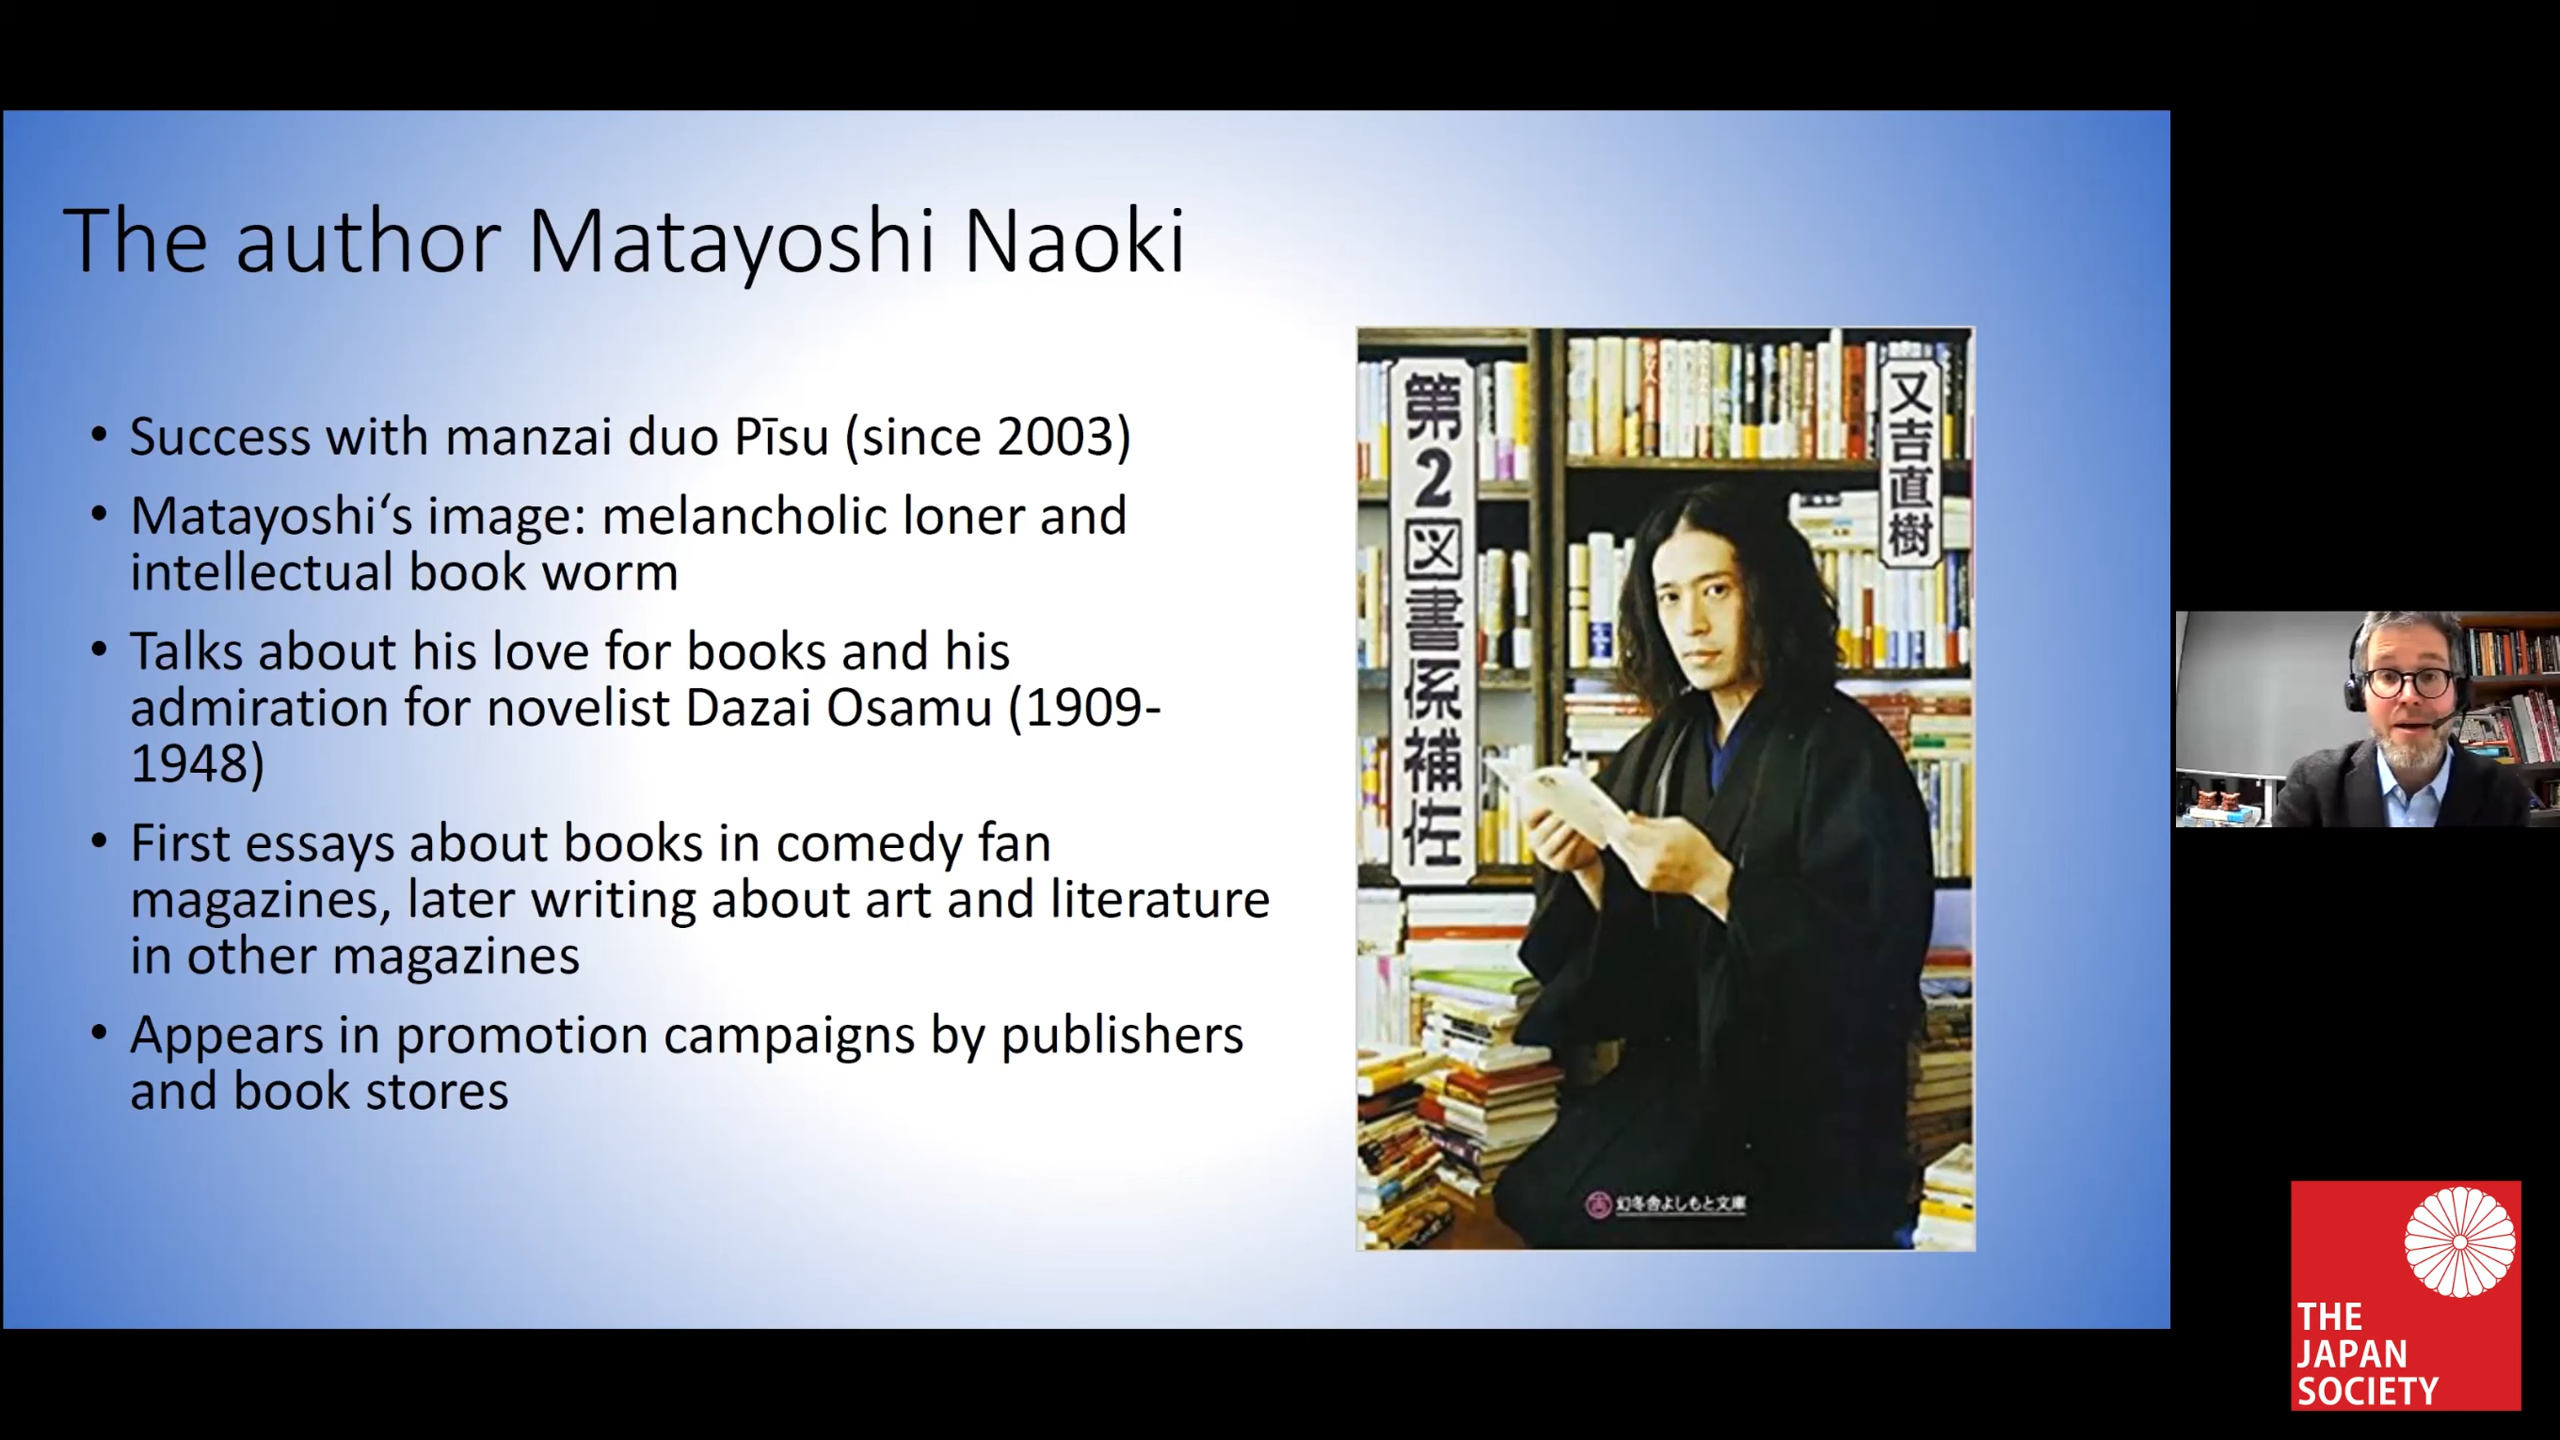 The author Matayoshi Naoki
• Success with manzai duo Pīsu (since 2003)
• Matayoshi‘s image: melancholic loner and
intellectual book worm
• Talks about his love for books and his
admiration for novelist Dazai Osamu (1909-
1948)
• First essays about books in comedy fan
magazines, later writing about art and literature
in other magazines
• Appears in promotion campaigns by publishers
and book stores
又吉直樹
第2図書係補佐
幻冬舎よしもと文庫
THE
JAPAN
SOCIETY